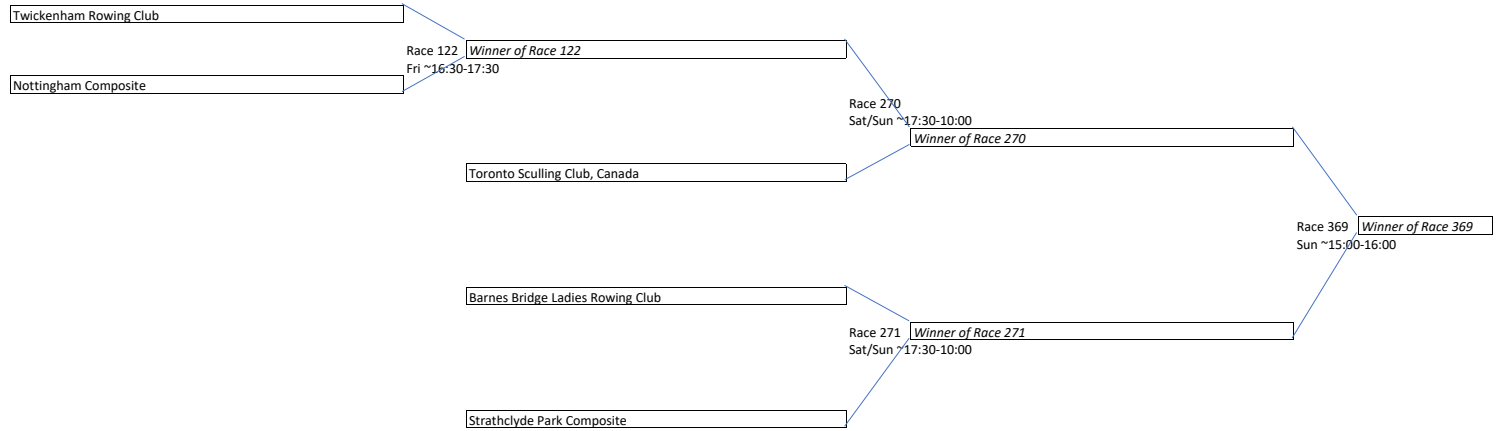 Twickenham Rowing Club
Race 122
Winner of Race 122
Fri ~16:30-17:30
Nottingham Composite
Race 270
Sat/Sun ~17:30-10:00
Winner of Race 270
Toronto Sculling Club, Canada
Race 369
Winner of Race 369
Sun ~15:00-16:00
Barnes Bridge Ladies Rowing Club
Race 271
Winner of Race 271
Sat/Sun ~17:30-10:00
Strathclyde Park Composite